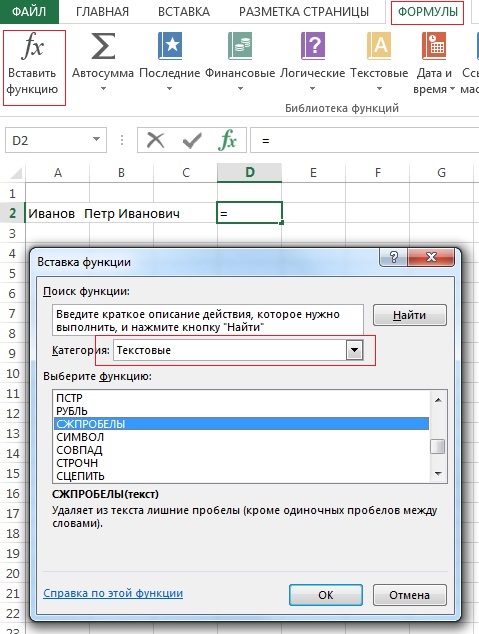 ФАЙЛ ГЛАВНАЯ ВСТАВКА РАЗМЕТКА СТРАНИЦЫ ФОРМУЛЫ
fx
Вставить функцию
Автосумма
Последние
Финансовые
Логические
Текстовые
Дата и время
Библиотека функций
D2 fx =
A B C D E F G
1
2 Иванов Петр Иванович =
3
4
5
6
7
8
9
10
11
12
13
14
15
16
17
18
19
20
21
22
23
Вставка функции
Поиск функции:
Введите краткое описание действия, которое нужно
выполнить, и нажмите кнопку "Найти"
Найти
Категория: Текстовые
Выберите функцию:
ПСТР
РУБЛЬ
СЖПРОБЕЛЫ
СИМВОЛ
СОВПАД
СТРОЧН
СЦЕПИТЬ
СЖПРОБЕЛЫ(текст)
Удаляет из текста лишние пробелы (кроме одиночных пробелов между
словами).
Справка по этой функции
ОК Отмена